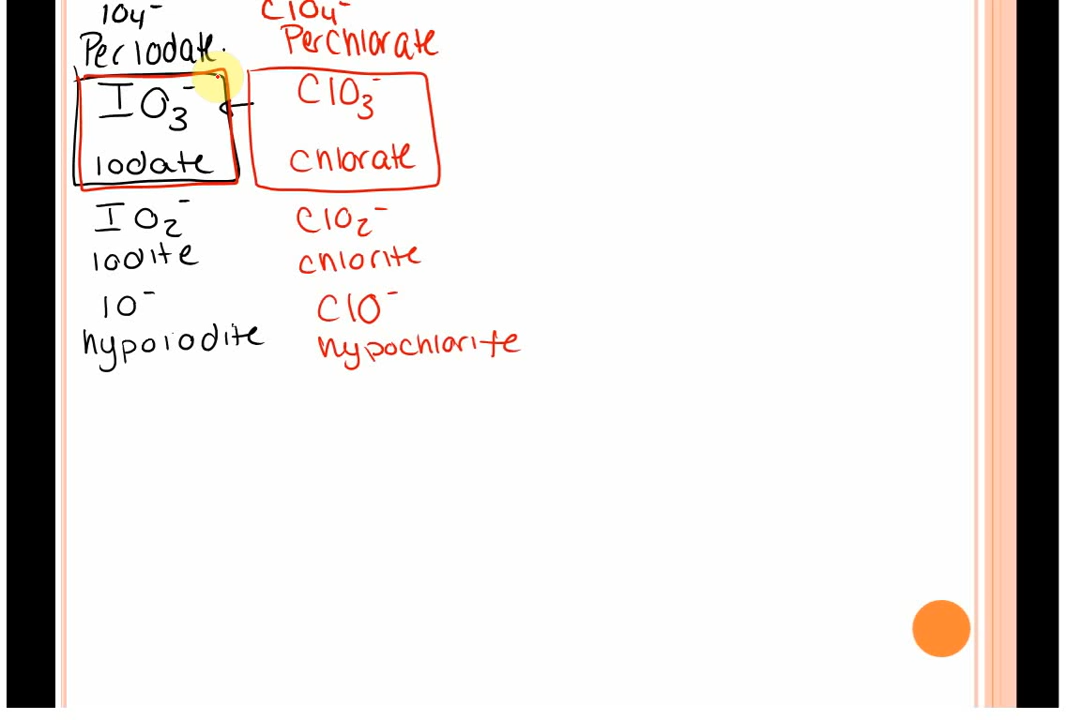 IO4-
ClO4-
Periodate.
Perchlorate
IO3-
ClO3-
iodate
chlorate
IO2-
ClO2-
iodite
chlorite
IO-
ClO-
hypoiodite
hypochlorite